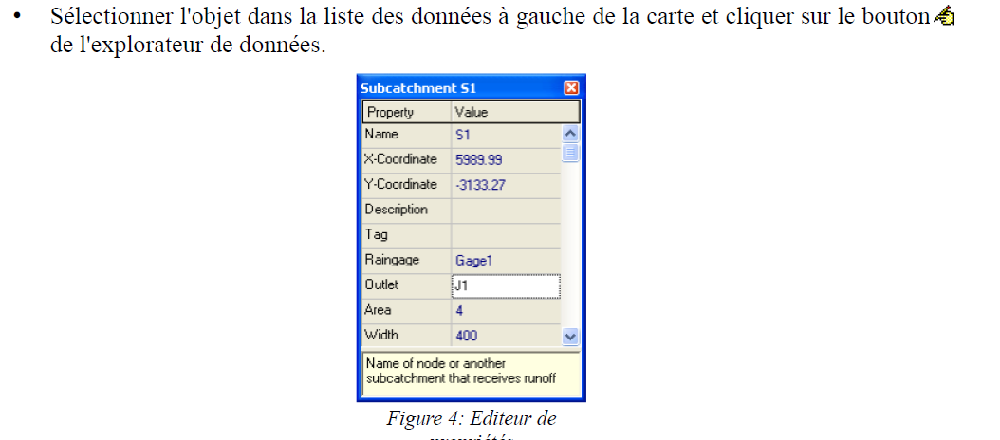 • Sélectionner l'objet dans la liste des données à gauche de la carte et cliquer sur le bouton
de l'explorateur de données.
Subcatchment S1
Property Value
Name S1
X-Coordinate 5989.99
Y-Coordinate -3133.27
Description
Tag
Raingage Gage1
Outlet J1
Area 4
Width 400
Name of node or another
subcatchment that receives runoff
Figure 4: Editeur de